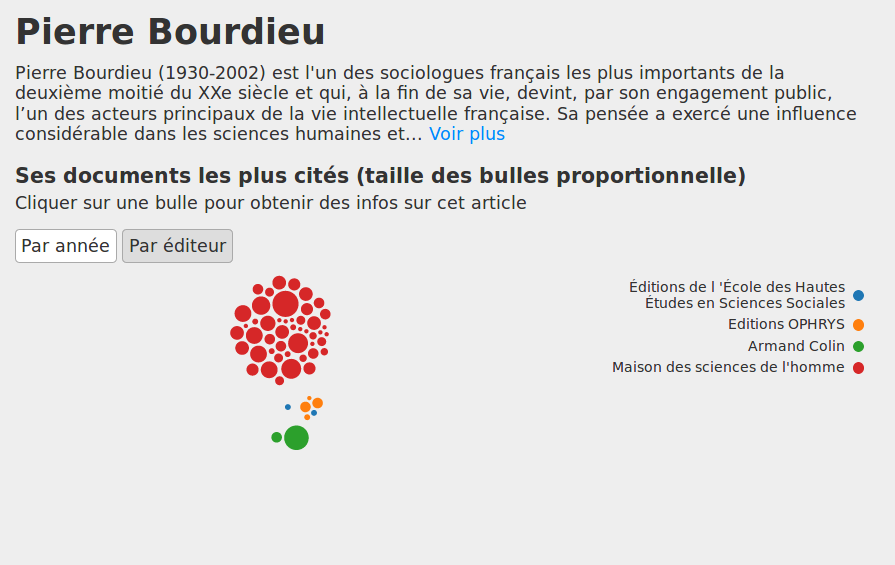 Pierre Bourdieu
Pierre Bourdieu (1930-2002) est l'un des sociologues français les plus importants de la
deuxième moitié du XXe siècle et qui, à la fin de sa vie, devint, par son engagement public,
l’un des acteurs principaux de la vie intellectuelle française. Sa pensée a exercé une influence
considérable dans les sciences humaines et... Voir plus
Ses documents les plus cités (taille des bulles proportionnelle)
Cliquer sur une bulle pour obtenir des infos sur cet article
Par année Par éditeur
Éditions de l 'École des Hautes
Études en Sciences Sociales
Editions OPHRYS
Armand Colin
Maison des sciences de l'homme